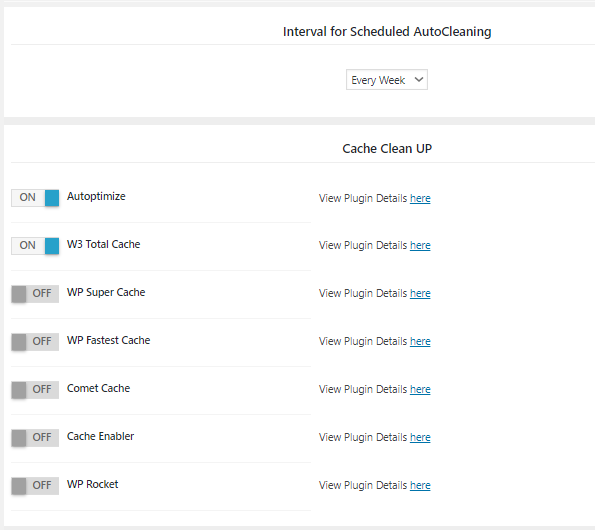 Interval for Scheduled AutoCleaning
Every Week
Cache Clean UP
ON Autoptimize View Plugin Details here
ON W3 Total Cache View Plugin Details here
OFF WP Super Cache View Plugin Details here
OFF WP Fastest Cache View Plugin Details here
OFF Comet Cache View Plugin Details here
OFF Cache Enabler View Plugin Details here
OFF WP Rocket View Plugin Details here